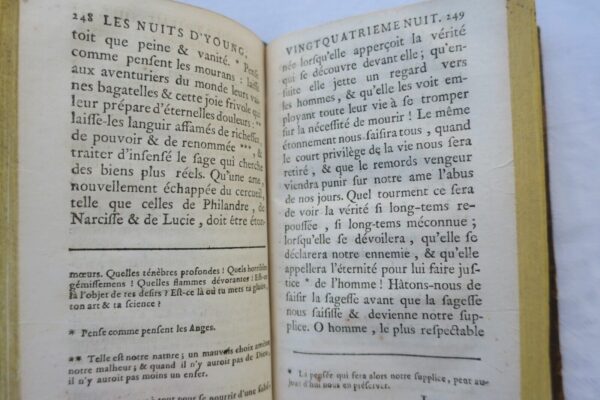 248 LES NUITS D'YOUNG.
toit que peine & vanité. * Pense
comme pensent les mourans : laisse
aux aventuriers du monde leurs vai-
nes bagatelles & cette joie frivole qui
leur prépare d'éternelles douleurs : **
laisse-les languir affamés de richesses,
de pouvoir & de renommée ***, &
traiter d'insensé le sage qui cherche
des biens plus réels. Qu'une ame,
nouvellement échappée du cercueil,
telle que celles de Philandre, de
Narcisse & de Lucie, doit être éton-
mœurs. Quelles ténèbres profondes ! Quels horribles
gémissemens ! Quelles flammes dévorantes ! Est-ce
là l'objet de tes desirs ? Est-ce là où tu mets ta gloire,
ton art & ta science ?
* Pense comme pensent les Anges.
** Telle est notre nature ; un mauvais choix
notre malheur ; & quand il n'y auroit pas de Dieu,
il n'y auroit pas moins un enfer.
pour se nourrir d'une
VINGTQUATRIEME NUIT. 249
née lorsqu'elle apperçoit la vérité
qui se découvre devant elle ; qu'en-
suite elle jette un regard vers
les hommes, & qu'elle les voit em-
ployant toute leur vie à se tromper
sur la nécessité de mourir ! Le même
étonnement nous saisira tous, quand
le court privilège de la vie nous sera
retiré, & que le remords vengeur
viendra punir sur notre ame l'abus
de nos jours. Quel tourment ce sera
de voir la vérité si long-tems re-
poussée, si long-tems méconnue ;
lorsqu'elle se dévoilera, qu'elle se
déclarera notre ennemie, & qu'elle
appellera l'éternité pour lui faire jus-
tice * de l'homme ! Hâtons-nous de
saisir la sagesse avant que la sagesse
nous saisisse & devienne notre sup-
plice. O homme, le plus respectable
* La pensée qui sera alors notre supplice, peut au-
jourd'hui nous en préserver.